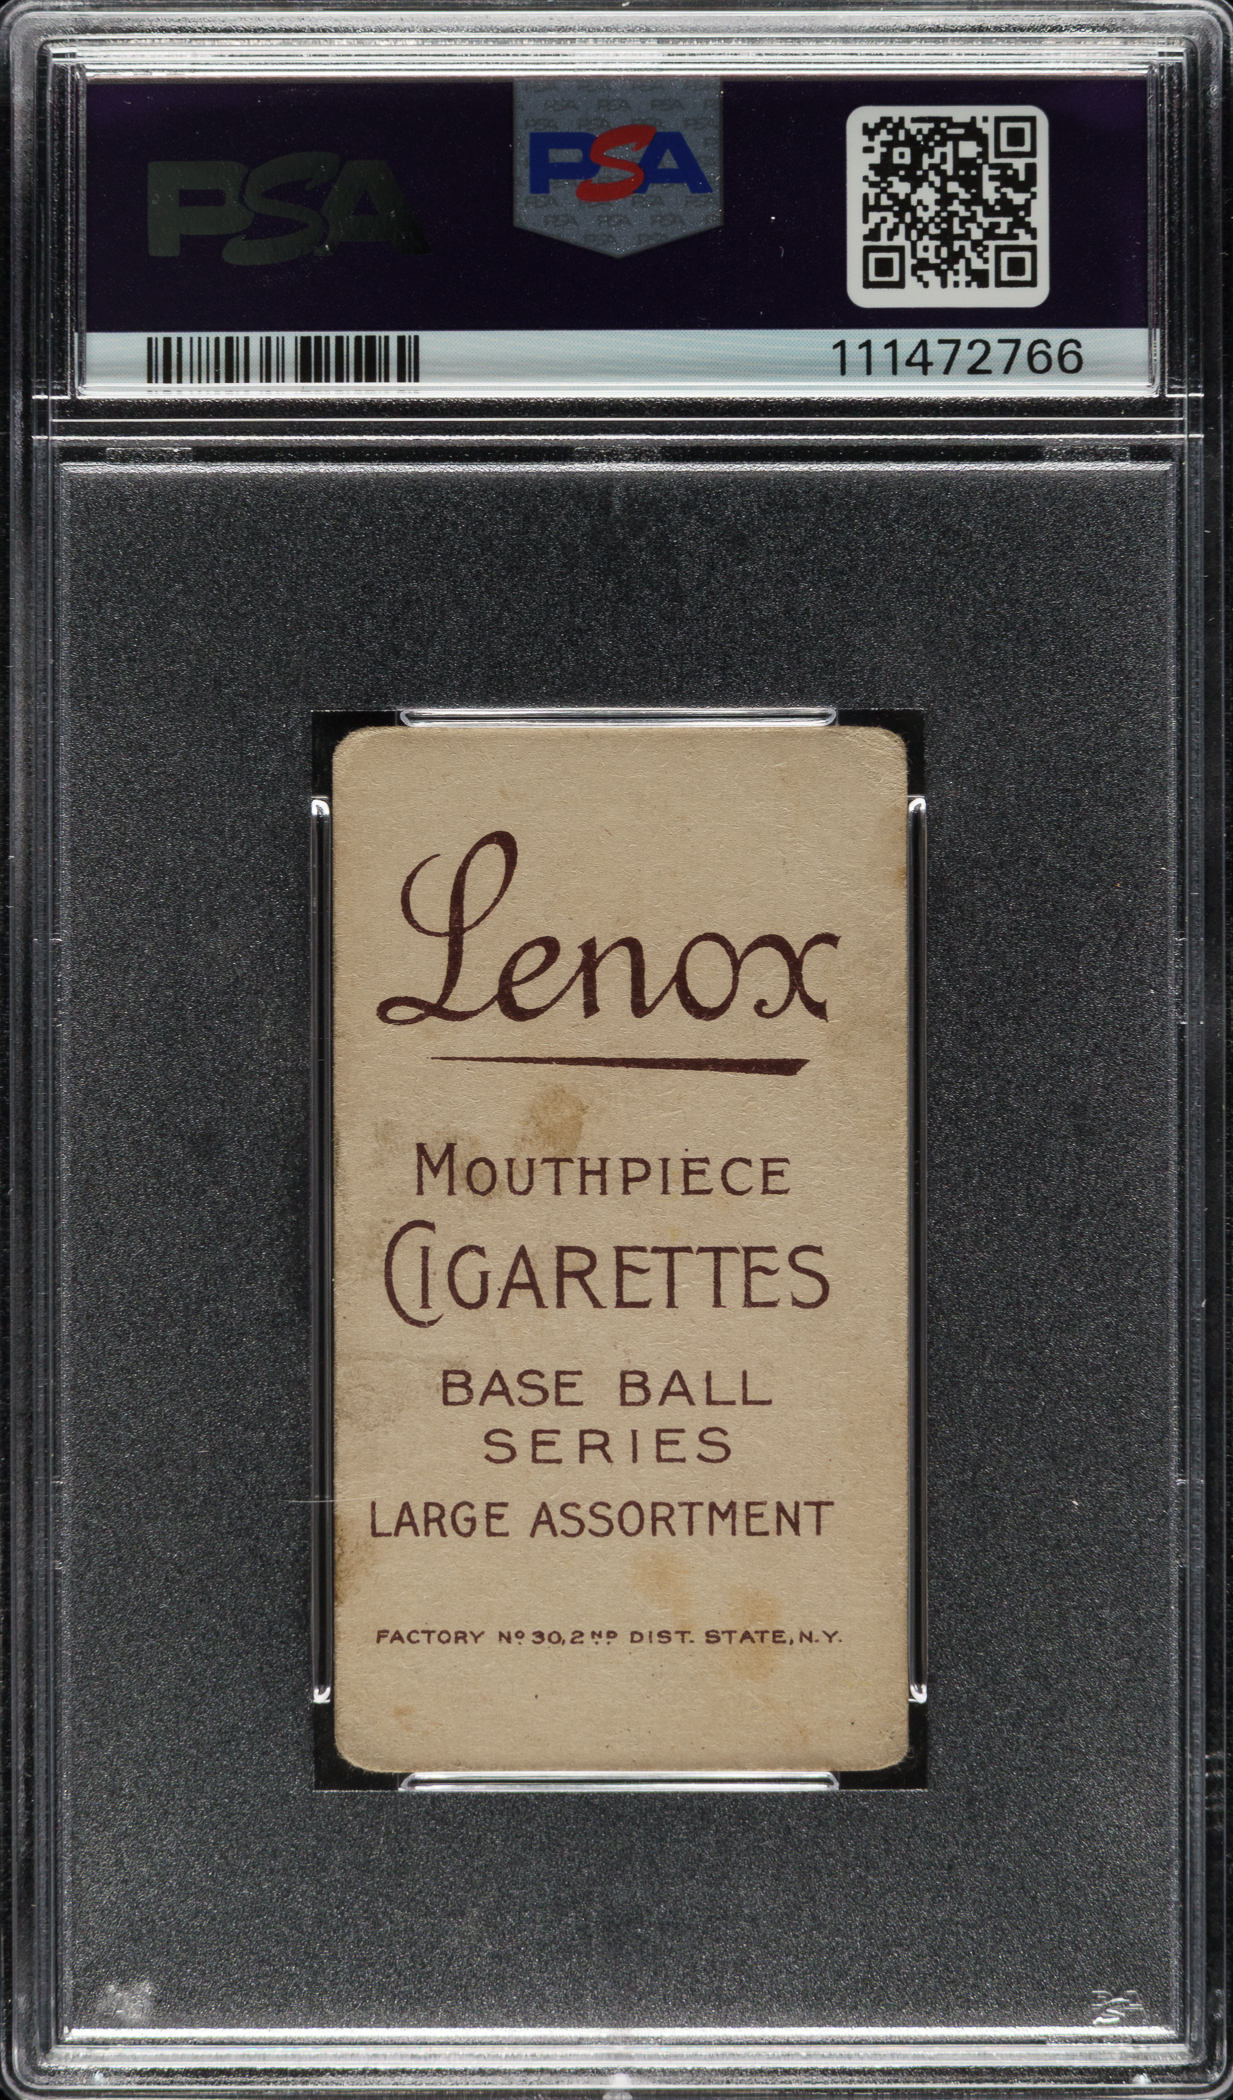 PSA
PSA
111472766
Lenox
MOUTHPIECE
CIGARETTES
BASE BALL
SERIES
LARGE ASSORTMENT
FACTORY Nº 30, 2ND DIST. STATE, N.Y.